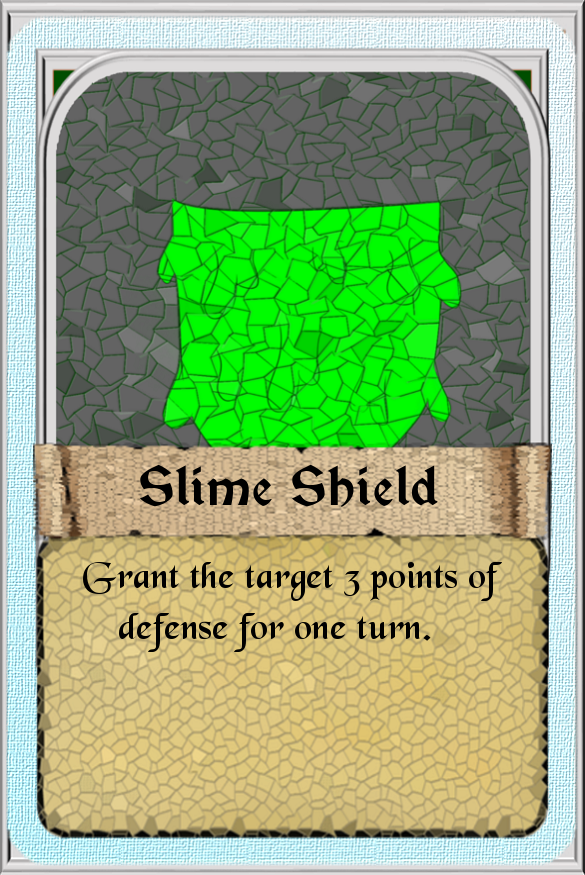 Slime Shield
Grant the target 3 points of
defense for one turn.